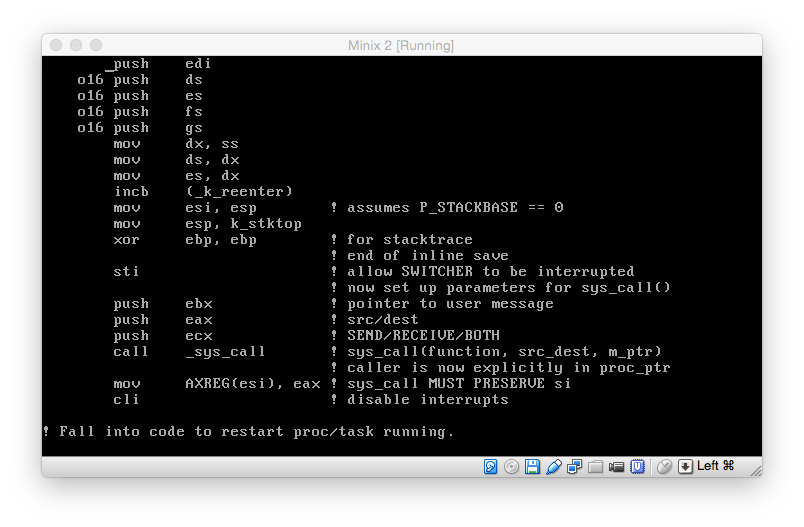 Minix 2 [Running]
_push edi
o16 push ds
o16 push es
o16 push fs
o16 push gs
mov dx, ss
mov ds, dx
mov es, dx
incb (_k_reenter)
mov esi, esp ! assumes P_STACKBASE == 0
mov esp, k_stktop
xor ebp, ebp ! for stacktrace
! end of inline save
sti ! allow SWITCHER to be interrupted
! now set up parameters for sys_call()
push ebx ! pointer to user message
push eax ! src/dest
push ecx ! SEND/RECEIVE/BOTH
call _sys_call ! sys_call(function, src_dest, m_ptr)
! caller is now explicitly in proc_ptr
mov AXREG(esi), eax ! sys_call MUST PRESERVE si
cli ! disable interrupts
! Fall into code to restart proc/task running.
Left ⌘